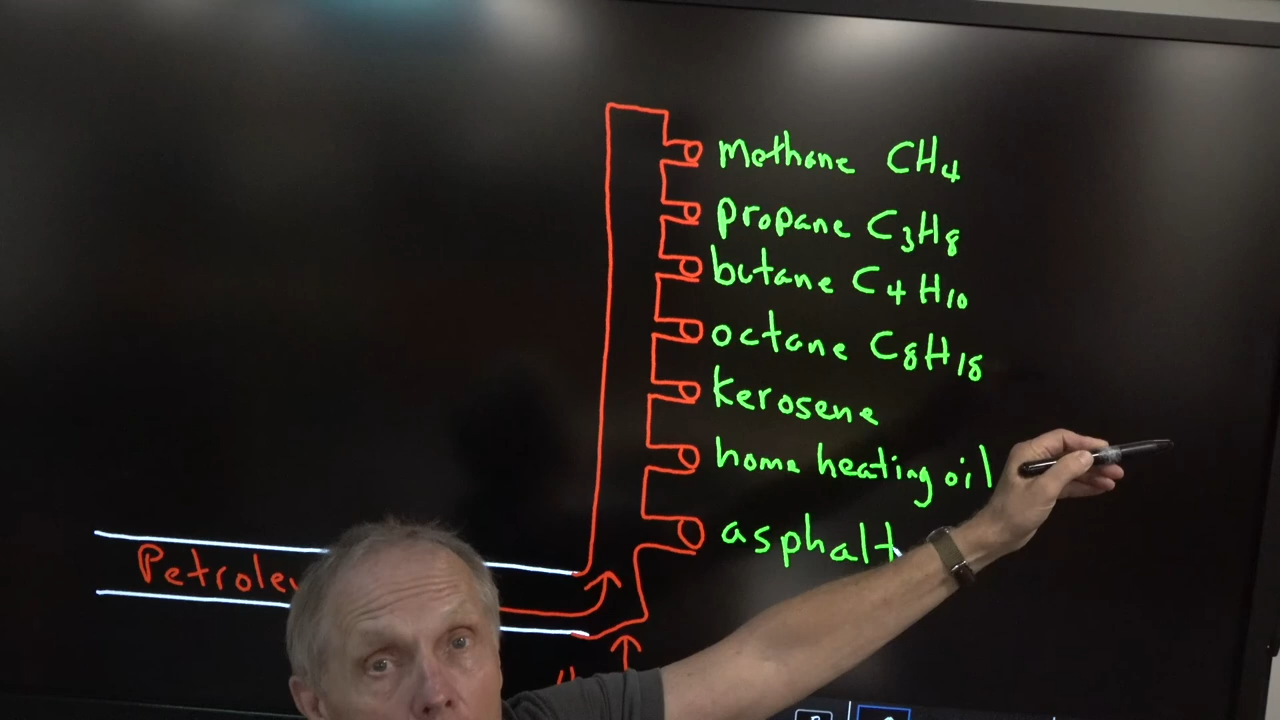 methane CH4
propane C3H8
butane C4H10
octane C8H18
kerosene
home heating oil
asphalt